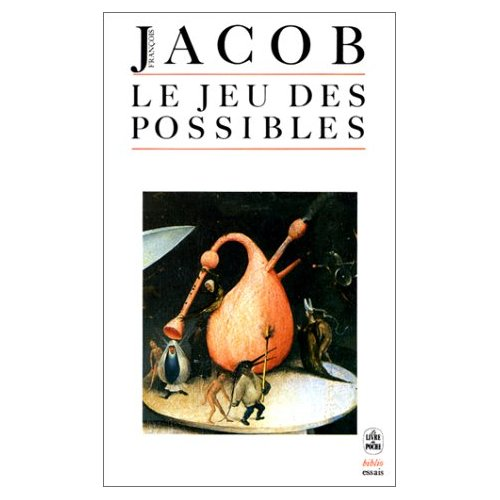 FRANÇOIS
JACOB
LE JEU DES
POSSIBLES
Le
LIVRE
de
POCHE
biblio
essais